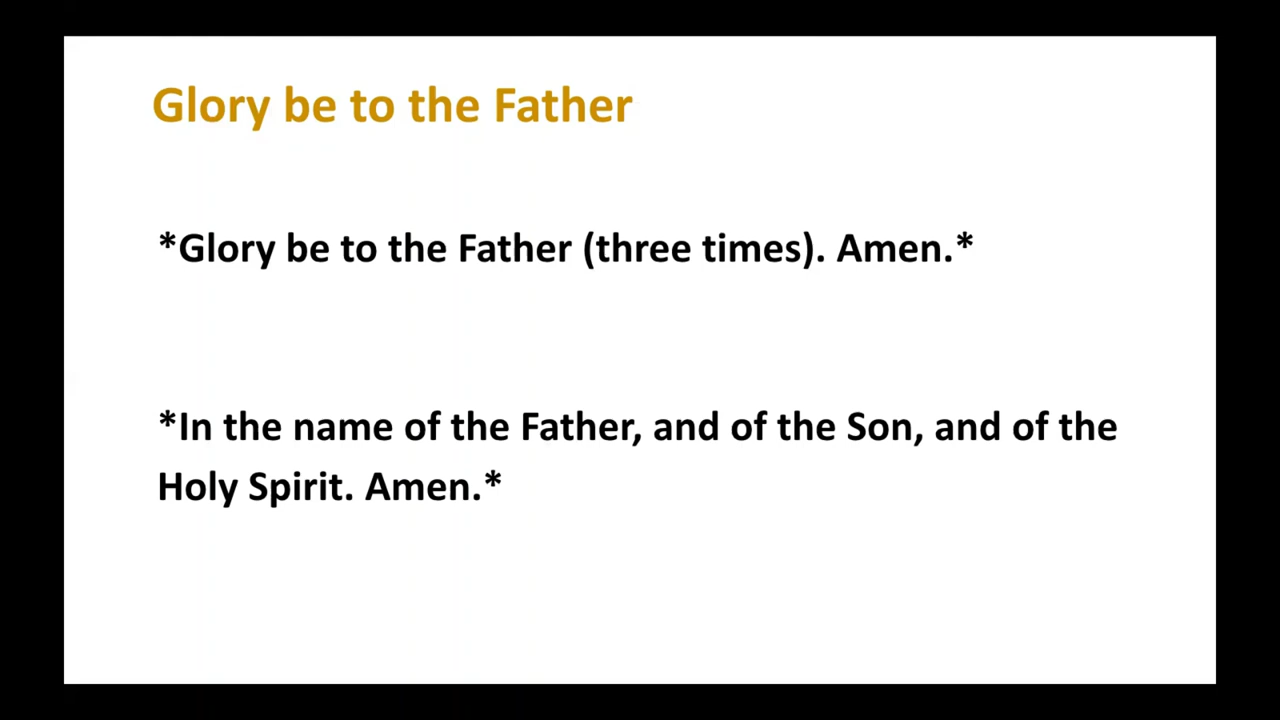 Glory be to the Father
*Glory be to the Father (three times). Amen.*
*In the name of the Father, and of the Son, and of the
Holy Spirit. Amen.*